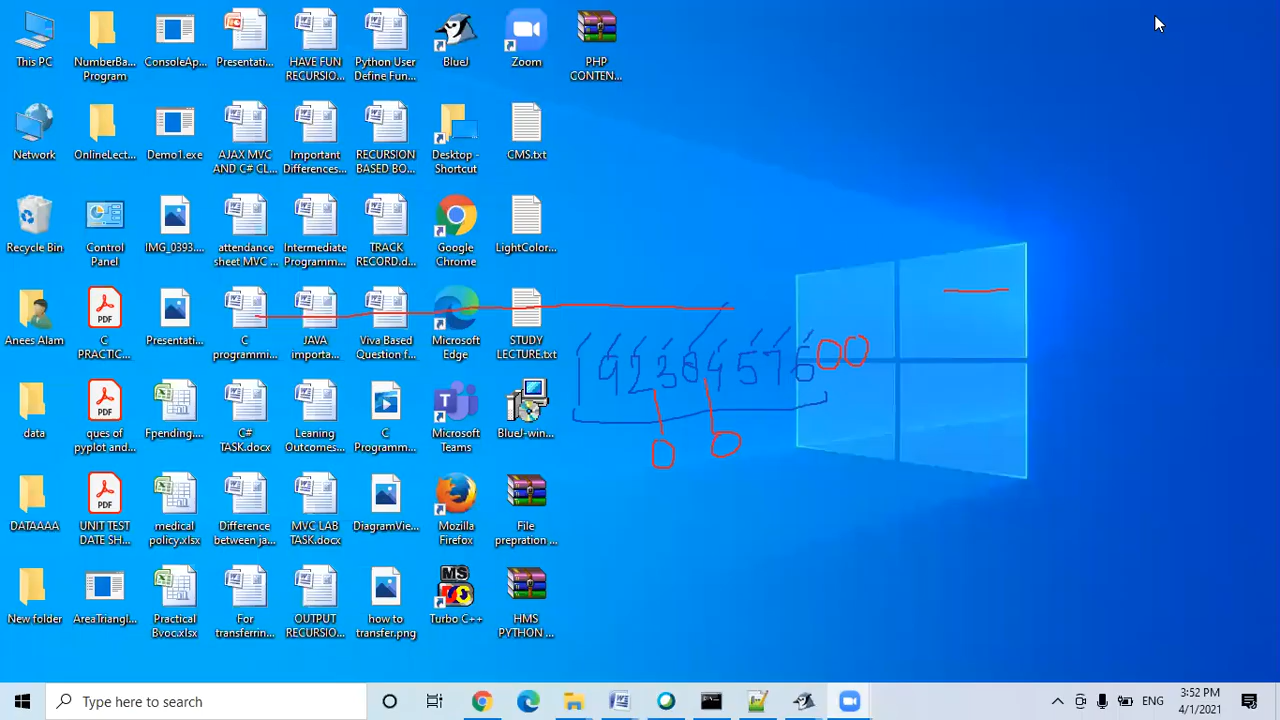 This PC
NumberBa... Program
ConsoleAp...
Presentati...
HAVE FUN RECURSIO...
Python User Define Fun...
BlueJ
Zoom
PHP CONTEN...
Network
OnlineLect...
Demo1.exe
AJAX MVC AND C# CL...
Important Differences...
RECURSION BASED BO...
Desktop - Shortcut
CMS.txt
Recycle Bin
Control Panel
IMG_0393....
attendance sheet MVC ...
Intermediate Programm...
TRACK RECORD.d...
Google Chrome
LightColor...
Anees Alam
C PRACTIC...
Presentati...
C programmi...
JAVA importa...
Viva Based Question f...
Microsoft Edge
STUDY LECTURE.txt
data
ques of pyplot and...
Fpending....
C# TASK.docx
Leaning Outcomes...
C Programm...
Microsoft Teams
BlueJ-win...
DATAAAA
UNIT TEST DATE SH...
medical policy.xlsx
Difference between ja...
MVC LAB TASK.docx
DiagramVie...
Mozilla Firefox
File prepration ...
New folder
AreaTriangl...
Practical Bvoc.xlsx
For transferrin...
OUTPUT RECURSIO...
how to transfer.png
MS
Turbo C++
HMS PYTHON ...
00
0 0
Type here to search
ENG
3:52 PM
4/1/2021